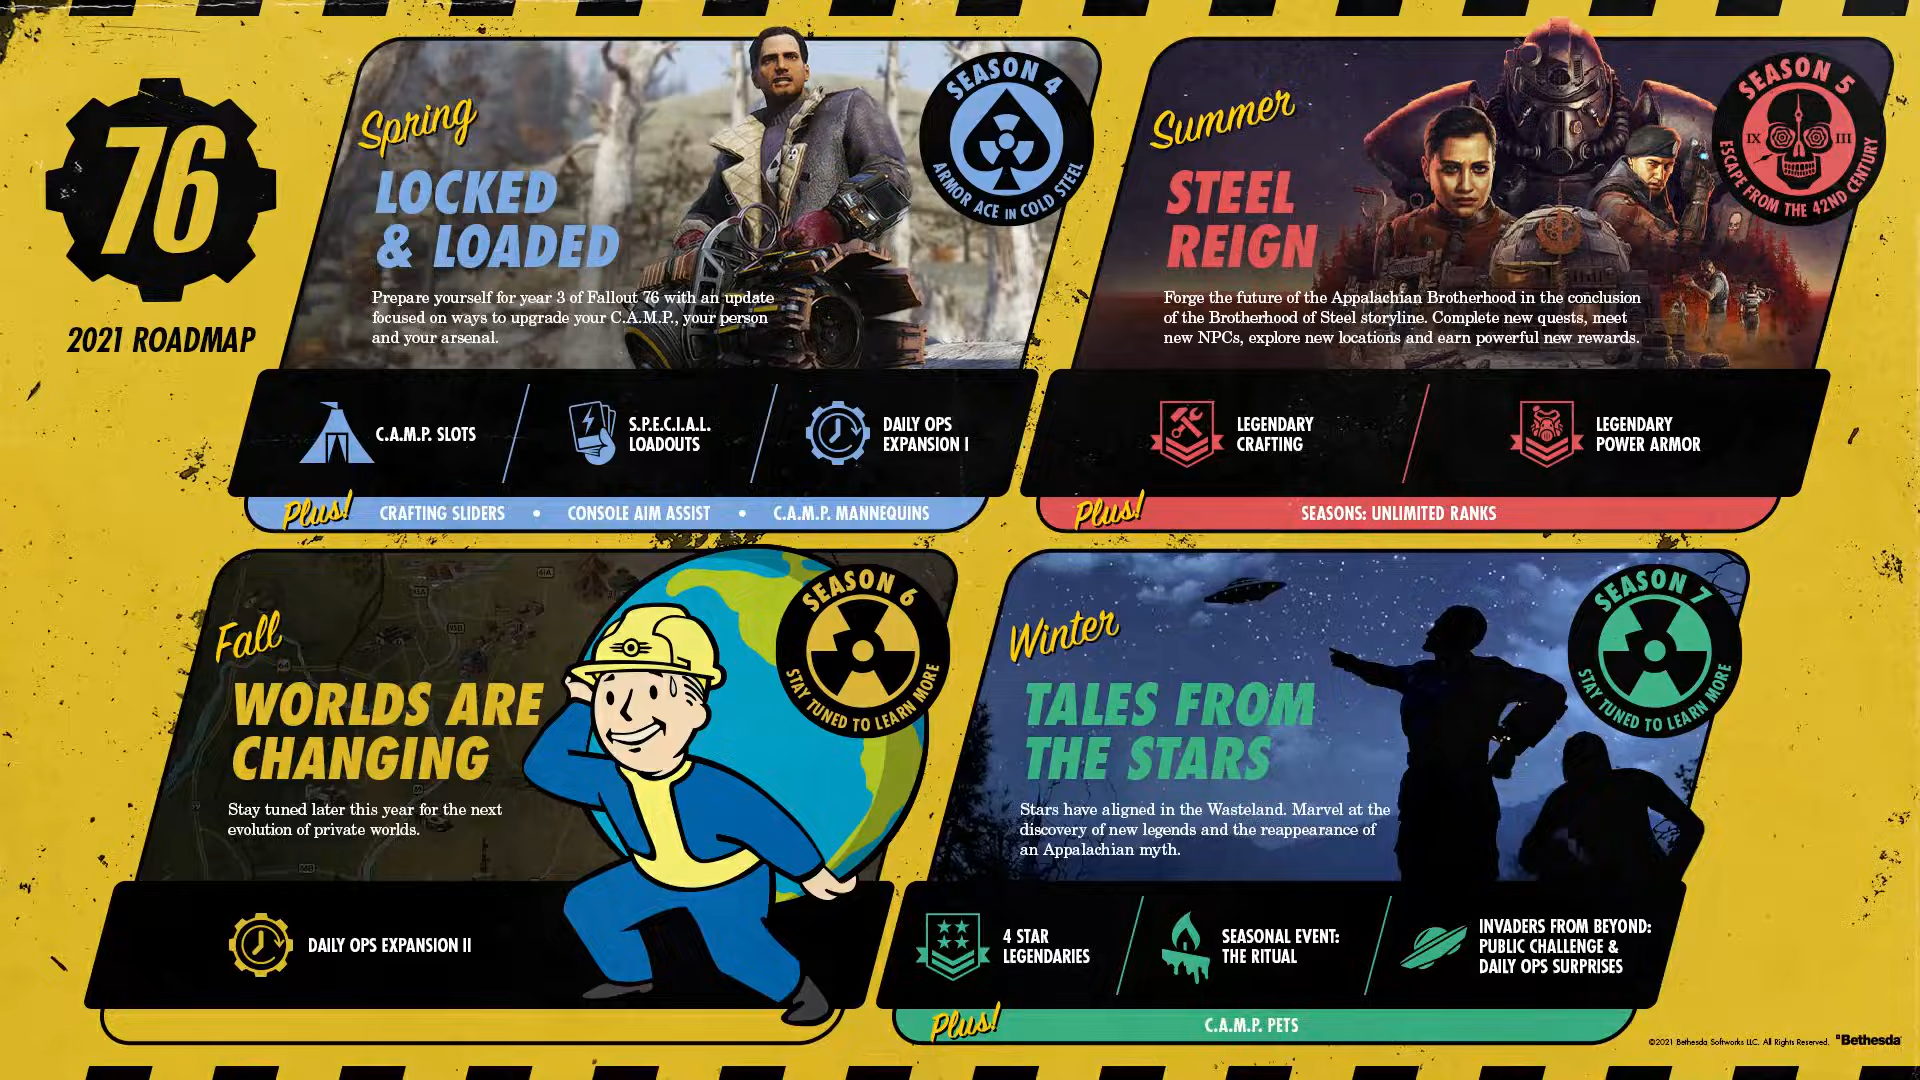 76
2021 ROADMAP
Spring
LOCKED
& LOADED
Prepare yourself for year 3 of Fallout 76 with an update
focused on ways to upgrade your C.A.M.P., your person
and your arsenal.
SEASON 4
ARMOR ACE IN COLD STEEL
C.A.M.P. SLOTS
S.P.E.C.I.A.L.
LOADOUTS
DAILY OPS
EXPANSION I
Plus!
CRAFTING SLIDERS • CONSOLE AIM ASSIST • C.A.M.P. MANNEQUINS
Summer
STEEL
REIGN
Forge the future of the Appalachian Brotherhood in the conclusion
of the Brotherhood of Steel storyline. Complete new quests, meet
new NPCs, explore new locations and earn powerful new rewards.
SEASON 5
IX III
ESCAPE FROM THE 42ND CENTURY
LEGENDARY
CRAFTING
LEGENDARY
POWER ARMOR
Plus!
SEASONS: UNLIMITED RANKS
Fall
WORLDS ARE
CHANGING
Stay tuned later this year for the next
evolution of private worlds.
SEASON 6
STAY TUNED TO LEARN MORE
61A
64
DAILY OPS EXPANSION II
Winter
TALES FROM
THE STARS
Stars have aligned in the Wasteland. Marvel at the
discovery of new legends and the reappearance of
an Appalachian myth.
SEASON 7
STAY TUNED TO LEARN MORE
4 STAR
LEGENDARIES
SEASONAL EVENT:
THE RITUAL
INVADERS FROM BEYOND:
PUBLIC CHALLENGE &
DAILY OPS SURPRISES
Plus!
C.A.M.P. PETS
©2021 Bethesda Softworks LLC. All Rights Reserved. Bethesda